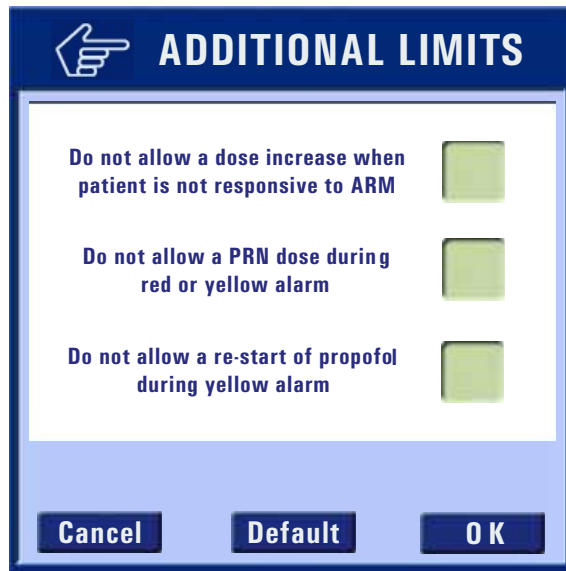 ADDITIONAL LIMITS
Do not allow a dose increase when
patient is not responsive to ARM
Do not allow a PRN dose during
red or yellow alarm
Do not allow a re-start of propofol
during yellow alarm
Cancel Default OK